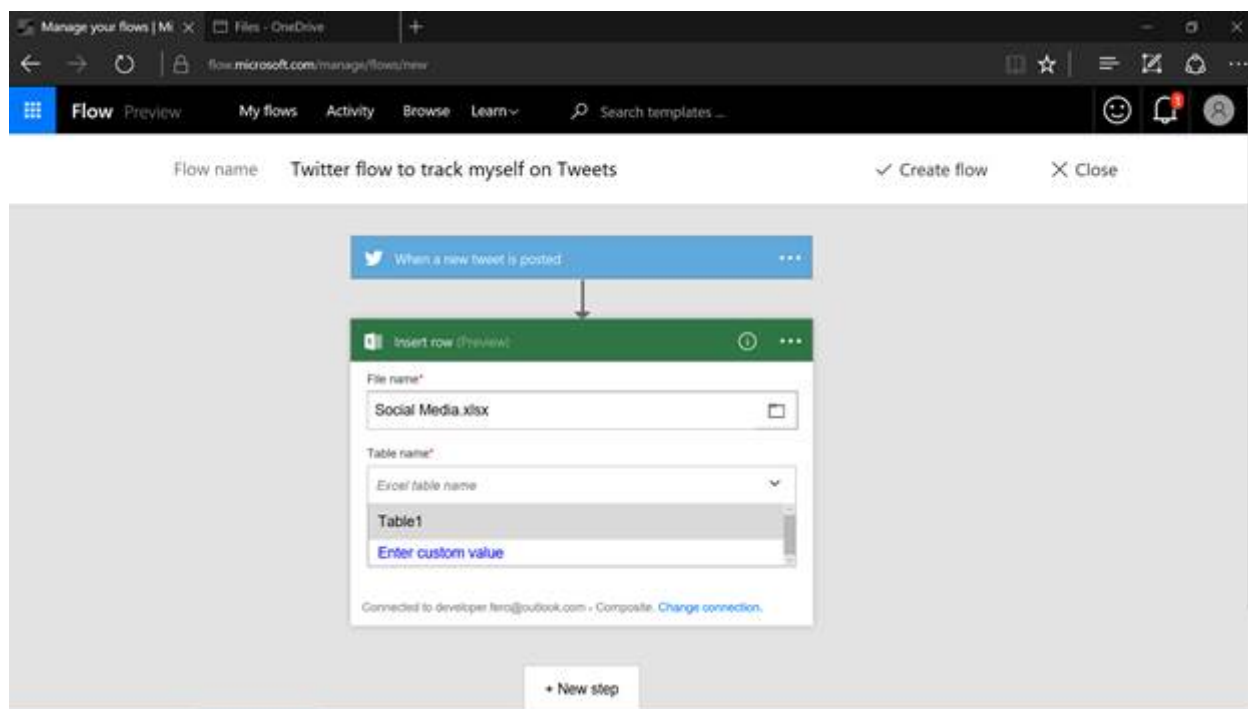 Manage your flows | Mi
Files - OneDrive
flow.microsoft.com/manage/flows/new
Flow Preview My flows Activity Browse Learn Search templates ...
3
Flow name Twitter flow to track myself on Tweets Create flow Close
When a new tweet is posted
Insert row (Preview)
File name*
Social Media.xlsx
Table name*
Excel table name
Table1
Enter custom value
Connected to developer.fero@outlook.com - Composite. Change connection.
+ New step